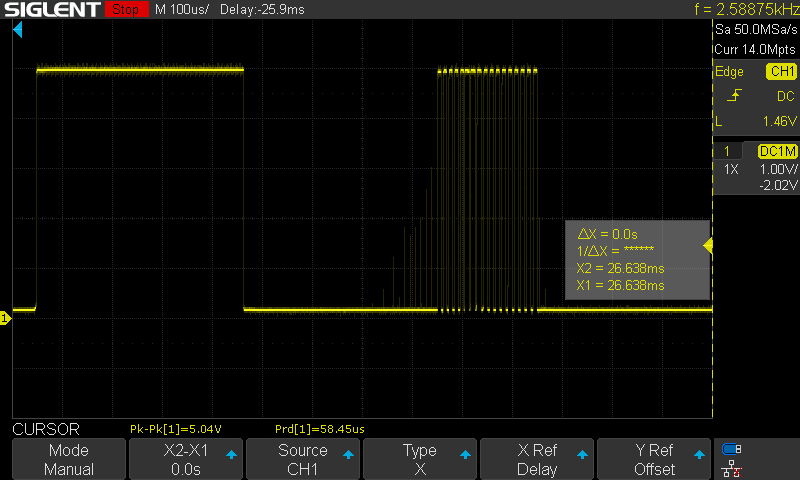 SIGLENT Stop M 100us/ Delay:-25.9ms f = 2.58875kHz
Sa 50.0MSa/s
Curr 14.0Mpts
Edge CH1
DC
L 1.46V
1 DC1M
1X 1.00V/
-2.02V
ΔX = 0.0s
1/ΔX = ******
X2 = 26.638ms
X1 = 26.638ms
1
CURSOR Pk-Pk[1]=5.04V Prd[1]=58.45us
Mode X2-X1 Source Type X Ref Y Ref
Manual 0.0s CH1 X Delay Offset